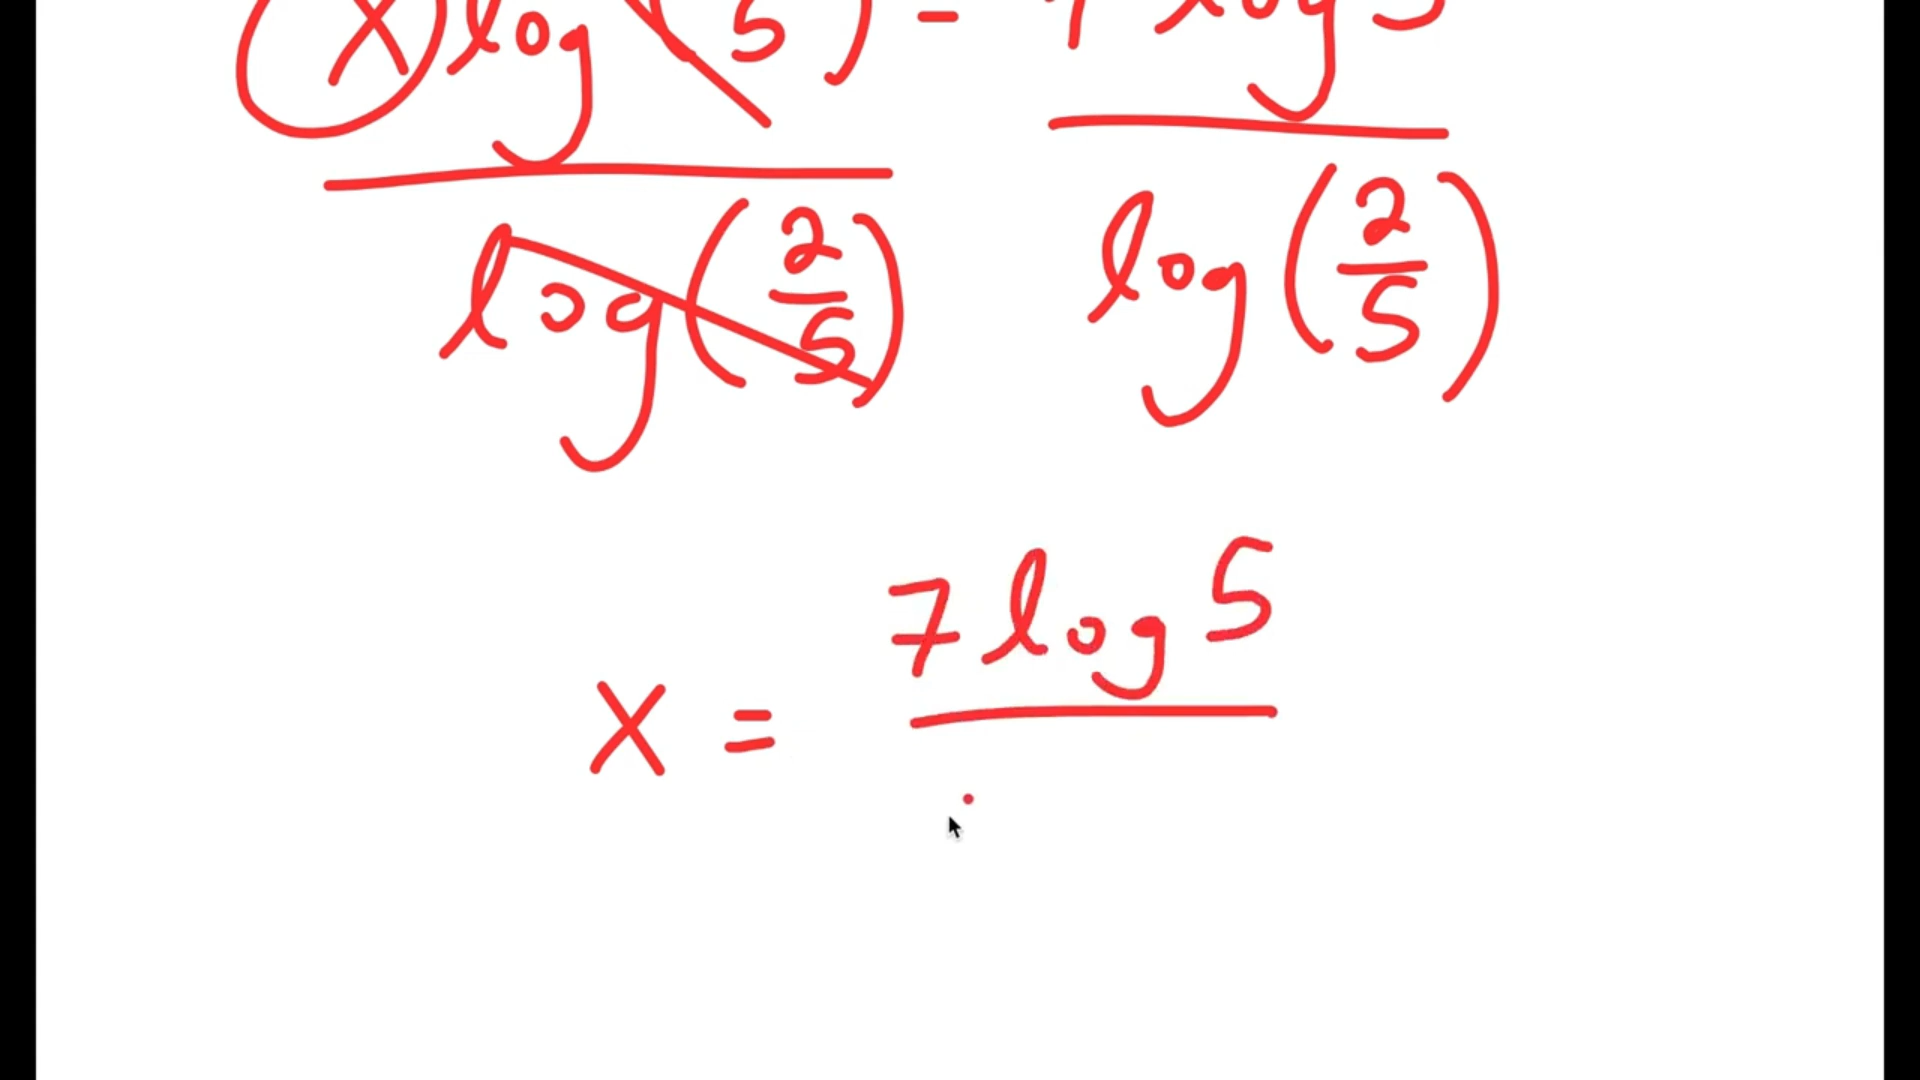 x log (/5) = 7 log 5
log (2/5) log (2/5)
x = 7 log 5